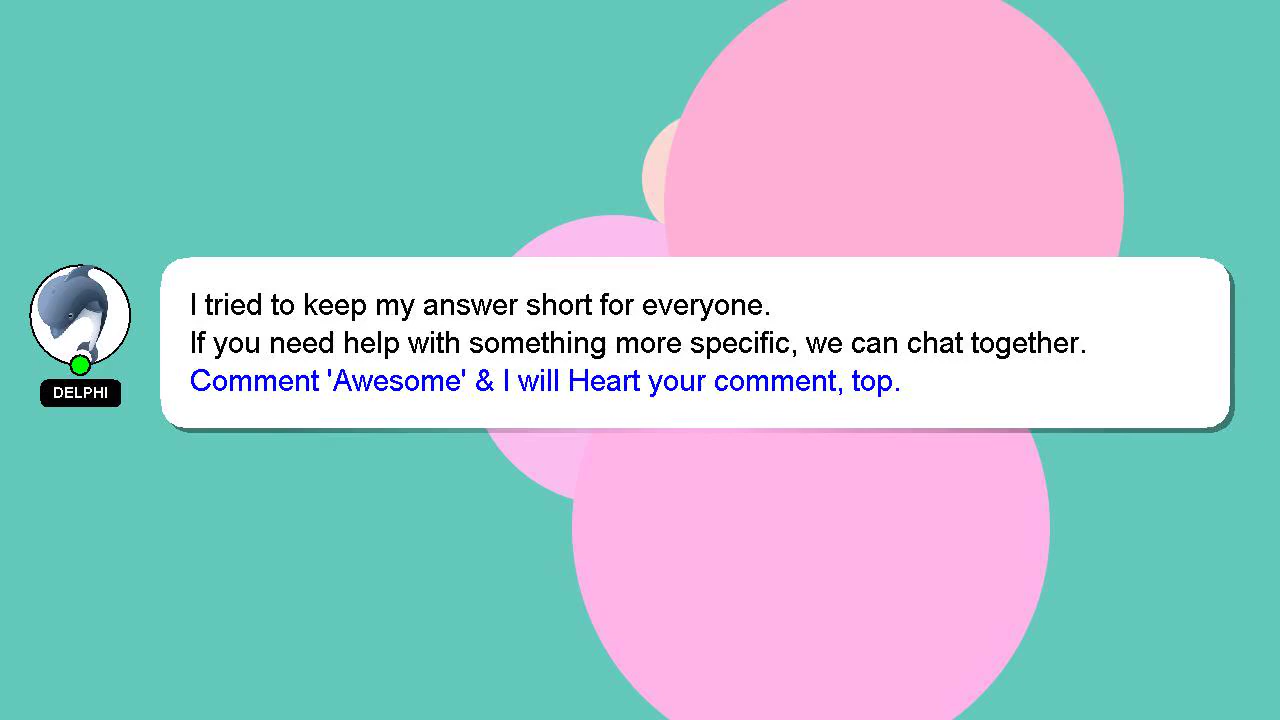 I tried to keep my answer short for everyone.
If you need help with something more specific, we can chat together.
Comment 'Awesome' & I will Heart your comment, top.
DELPHI